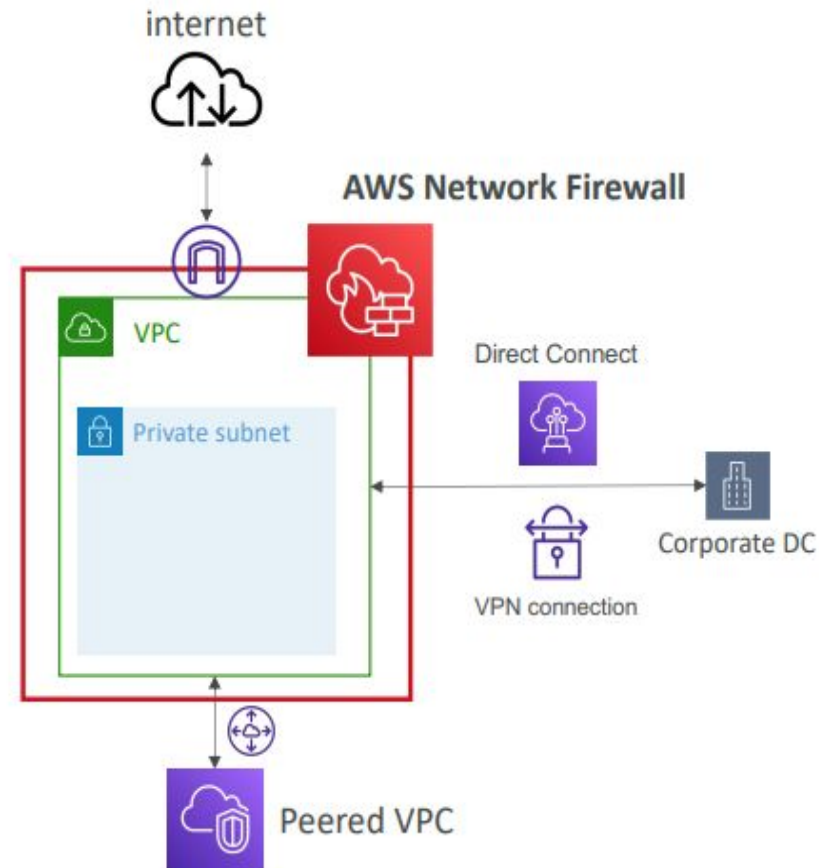 internet
AWS Network Firewall
VPC
Private subnet
Direct Connect
Corporate DC
VPN connection
Peered VPC